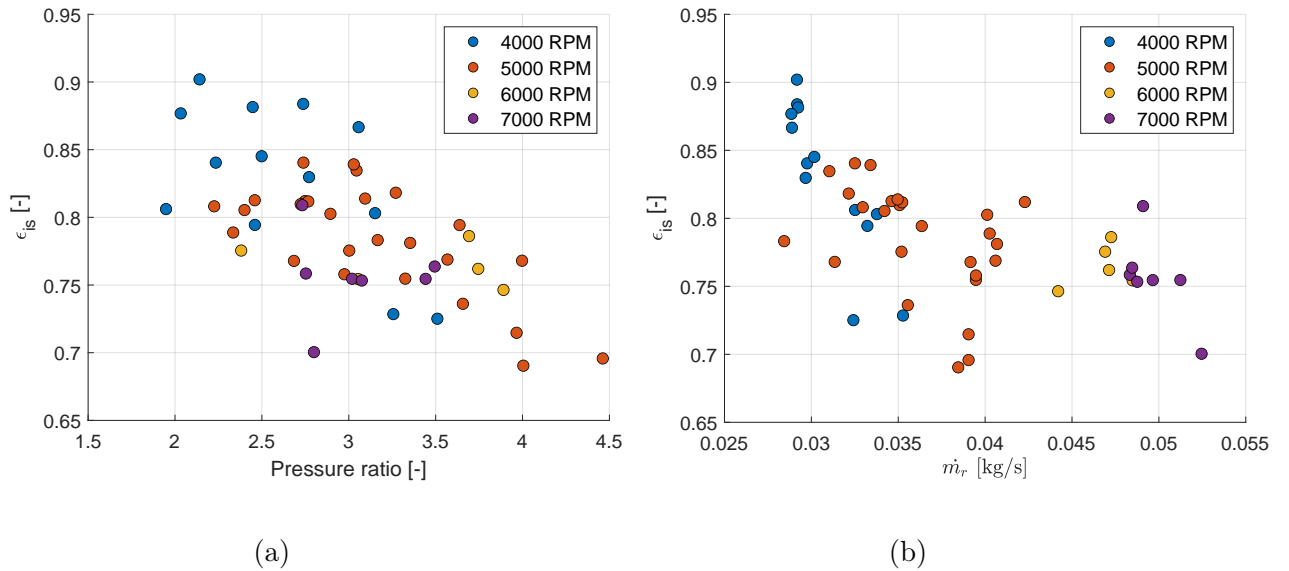 0.95
0.9
0.85
0.8
0.75
0.7
0.65
ϵis [-]
1.5 2 2.5 3 3.5 4 4.5
Pressure ratio [-]
4000 RPM
5000 RPM
6000 RPM
7000 RPM
(a)
0.95
0.9
0.85
0.8
0.75
0.7
0.65
ϵis [-]
0.025 0.03 0.035 0.04 0.045 0.05 0.055
ṁr [kg/s]
4000 RPM
5000 RPM
6000 RPM
7000 RPM
(b)